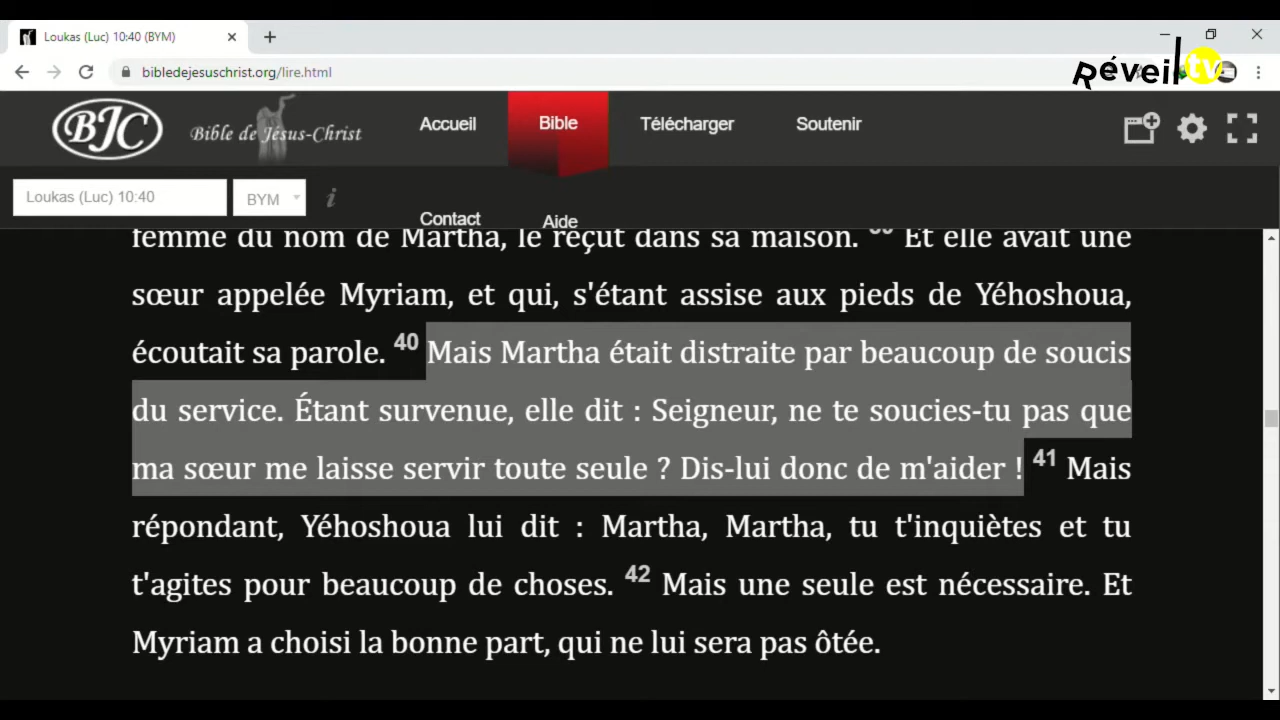 Loukas (Luc) 10:40 (BYM)
Réveil tv
bibledejesuschrist.org/lire.html
BJC Bible de Jésus-Christ Accueil Bible Télécharger Soutenir
Loukas (Luc) 10:40 BYM i Contact Aide
femme du nom de Martha, le reçut dans sa maison. Et elle avait une
sœur appelée Myriam, et qui, s'étant assise aux pieds de Yéhoshoua,
écoutait sa parole. 40 Mais Martha était distraite par beaucoup de soucis
du service. Étant survenue, elle dit : Seigneur, ne te soucies-tu pas que
ma sœur me laisse servir toute seule ? Dis-lui donc de m'aider ! 41 Mais
répondant, Yéhoshoua lui dit : Martha, Martha, tu t'inquiètes et tu
t'agites pour beaucoup de choses. 42 Mais une seule est nécessaire. Et
Myriam a choisi la bonne part, qui ne lui sera pas ôtée.